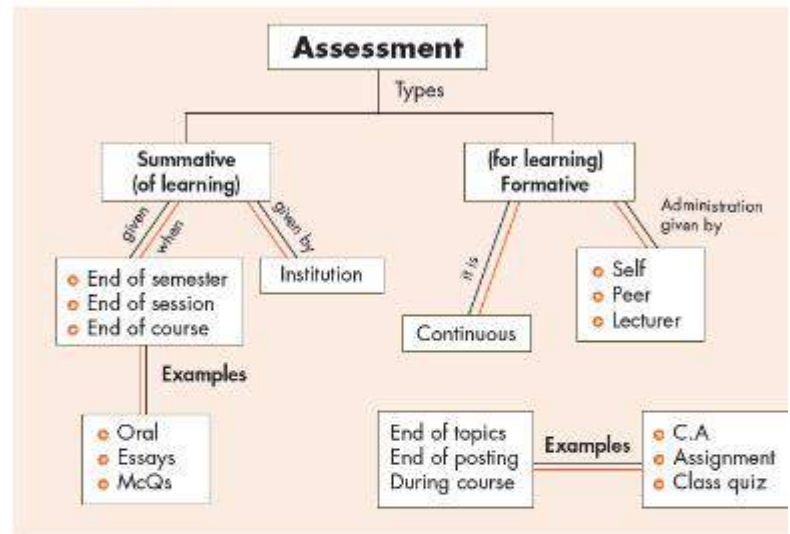 Assessment
Types
Summative
(of learning)
(for learning)
Formative
given
when
given by
it is
Administration
given by
End of semester
End of session
End of course
Institution
Continuous
Self
Peer
Lecturer
Examples
Oral
Essays
McQs
End of topics
End of posting
During course
Examples
C.A
Assignment
Class quiz